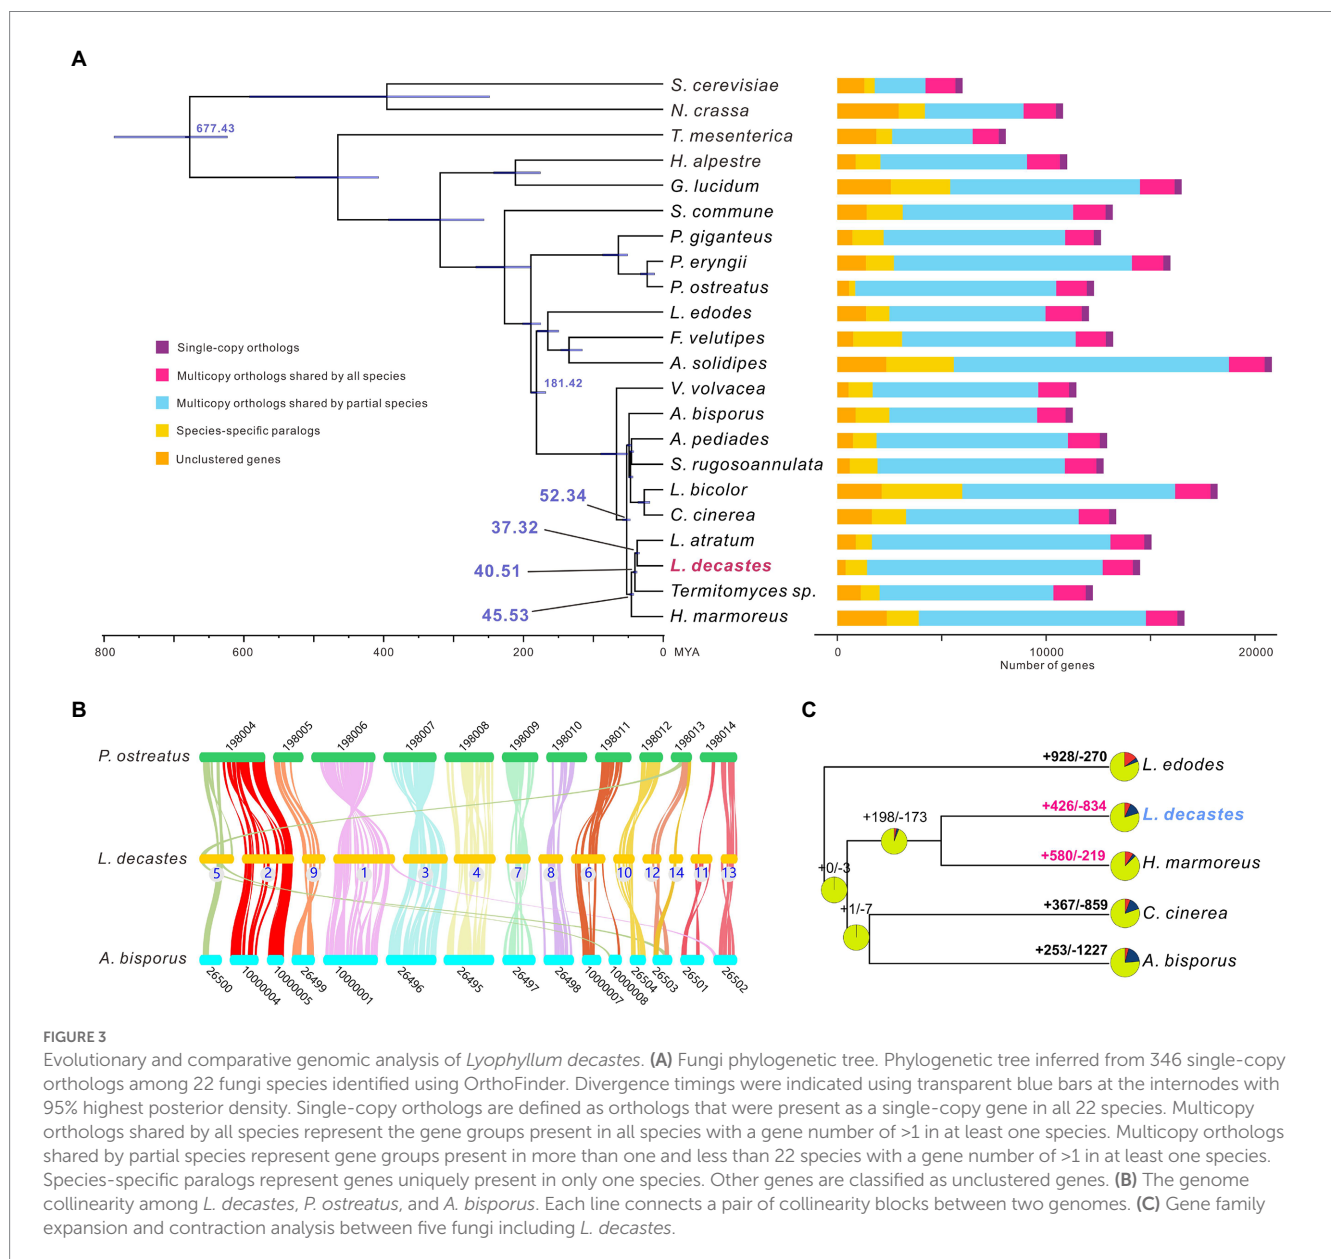 A
S. cerevisiae
N. crassa
T. mesenterica
H. alpestre
G. lucidum
S. commune
P. giganteus
P. eryngii
P. ostreatus
L. edodes
F. velutipes
A. solidipes
V. volvacea
A. bisporus
A. pediades
S. rugosoannulata
L. bicolor
C. cinerea
L. atratum
L. decastes
Termitomyces sp.
H. marmoreus
677.43
181.42
52.34
37.32
40.51
45.53
Single-copy orthologs
Multicopy orthologs shared by all species
Multicopy orthologs shared by partial species
Species-specific paralogs
Unclustered genes
800 600 400 200 0 MYA
0 10000 20000
Number of genes
B
198004 198005 198006 198007 198008 198009 198010 198011 198012 198013 198014
P. ostreatus
L. decastes
5 2 9 1 3 4 7 8 6 10 12 14 11 13
A. bisporus
26500 10000004 10000005 26499 10000001 26496 26495 26497 26498 10000007 10000008 26504 26503 26501 26502
C
+928/-270 L. edodes
+426/-834 L. decastes
+198/-173
+580/-219 H. marmoreus
+0/-3
+1/-7
+367/-859 C. cinerea
+253/-1227 A. bisporus
FIGURE 3
Evolutionary and comparative genomic analysis of Lyophyllum decastes. (A) Fungi phylogenetic tree. Phylogenetic tree inferred from 346 single-copy
orthologs among 22 fungi species identified using OrthoFinder. Divergence timings were indicated using transparent blue bars at the internodes with
95% highest posterior density. Single-copy orthologs are defined as orthologs that were present as a single-copy gene in all 22 species. Multicopy
orthologs shared by all species represent the gene groups present in all species with a gene number of >1 in at least one species. Multicopy orthologs
shared by partial species represent gene groups present in more than one and less than 22 species with a gene number of >1 in at least one species.
Species-specific paralogs represent genes uniquely present in only one species. Other genes are classified as unclustered genes. (B) The genome
collinearity among L. decastes, P. ostreatus, and A. bisporus. Each line connects a pair of collinearity blocks between two genomes. (C) Gene family
expansion and contraction analysis between five fungi including L. decastes.